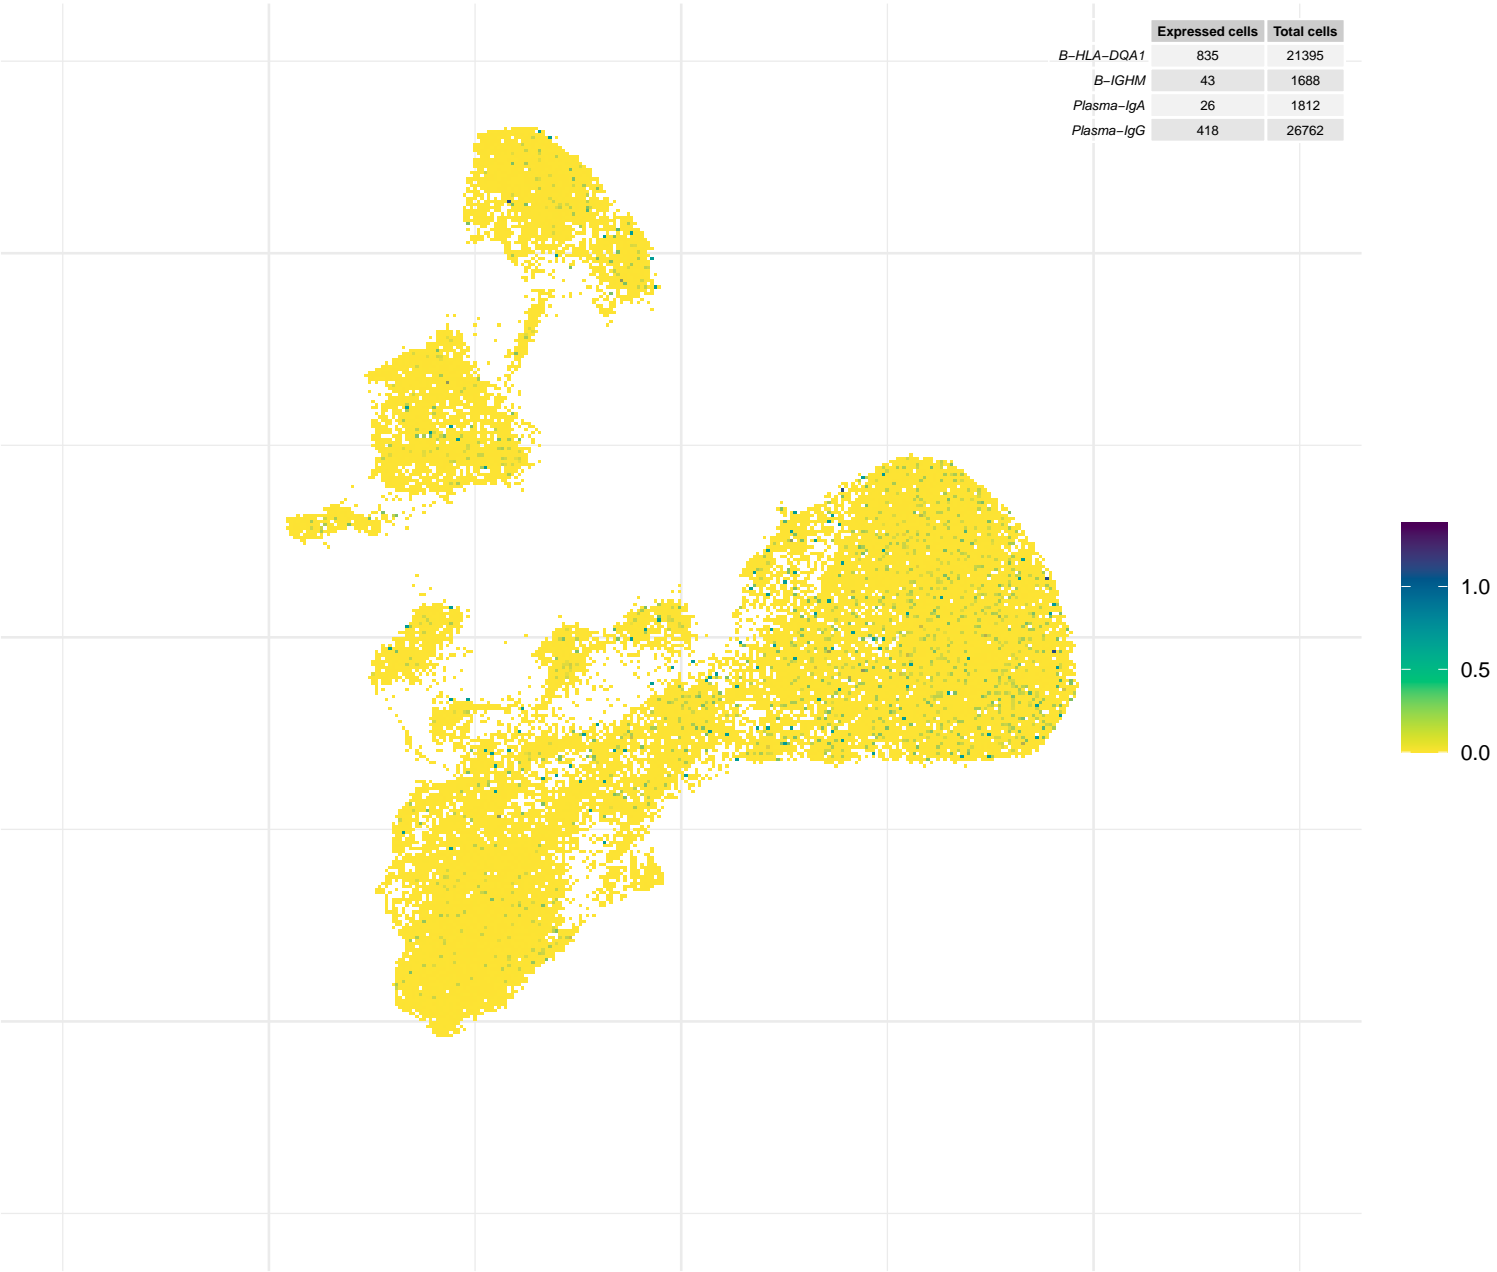 Expressed cells Total cells
B−HLA−DQA1 835 21395
B−IGHM 43 1688
Plasma−IgA 26 1812
Plasma−IgG 418 26762
1.0
0.5
0.0